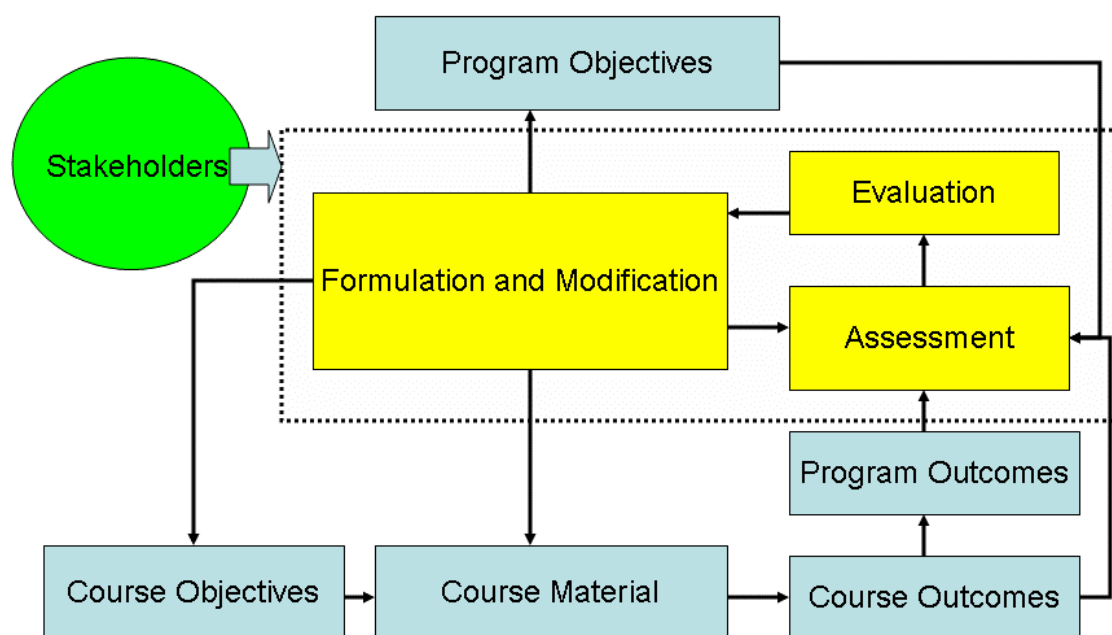 Program Objectives
Stakeholders
Evaluation
Formulation and Modification
Assessment
Program Outcomes
Course Objectives
Course Material
Course Outcomes